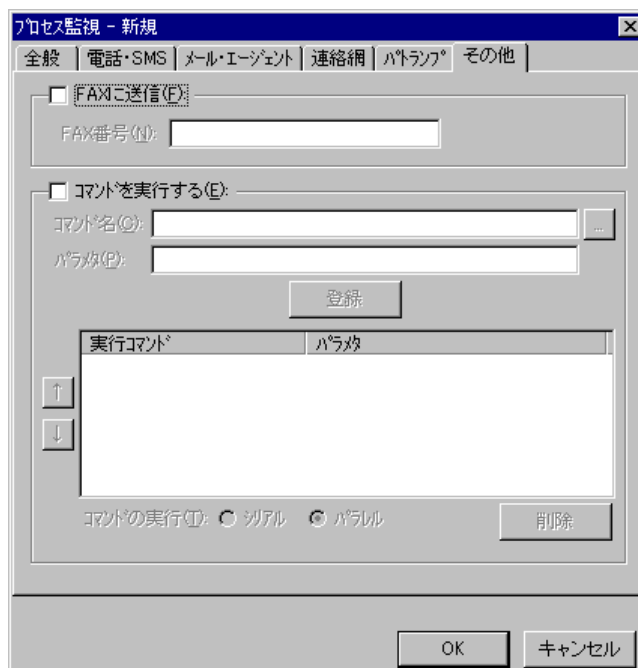 ﾌﾟﾛｾｽ監視 - 新規
全般 電話・SMS ﾒｰﾙ・ｴｰｼﾞｪﾝﾄ 連絡網 ﾊﾟﾄﾗﾝﾌﾟ その他
FAXに送信(F):
FAX番号(N):
ｺﾏﾝﾄﾞを実行する(E):
ｺﾏﾝﾄﾞ名(C): ...
ﾊﾟﾗﾒﾀ(P):
登録
実行ｺﾏﾝﾄﾞ ﾊﾟﾗﾒﾀ
↑
↓
ｺﾏﾝﾄﾞの実行(T): ｼﾘｱﾙ ﾊﾟﾗﾚﾙ 削除
OK キャンセル